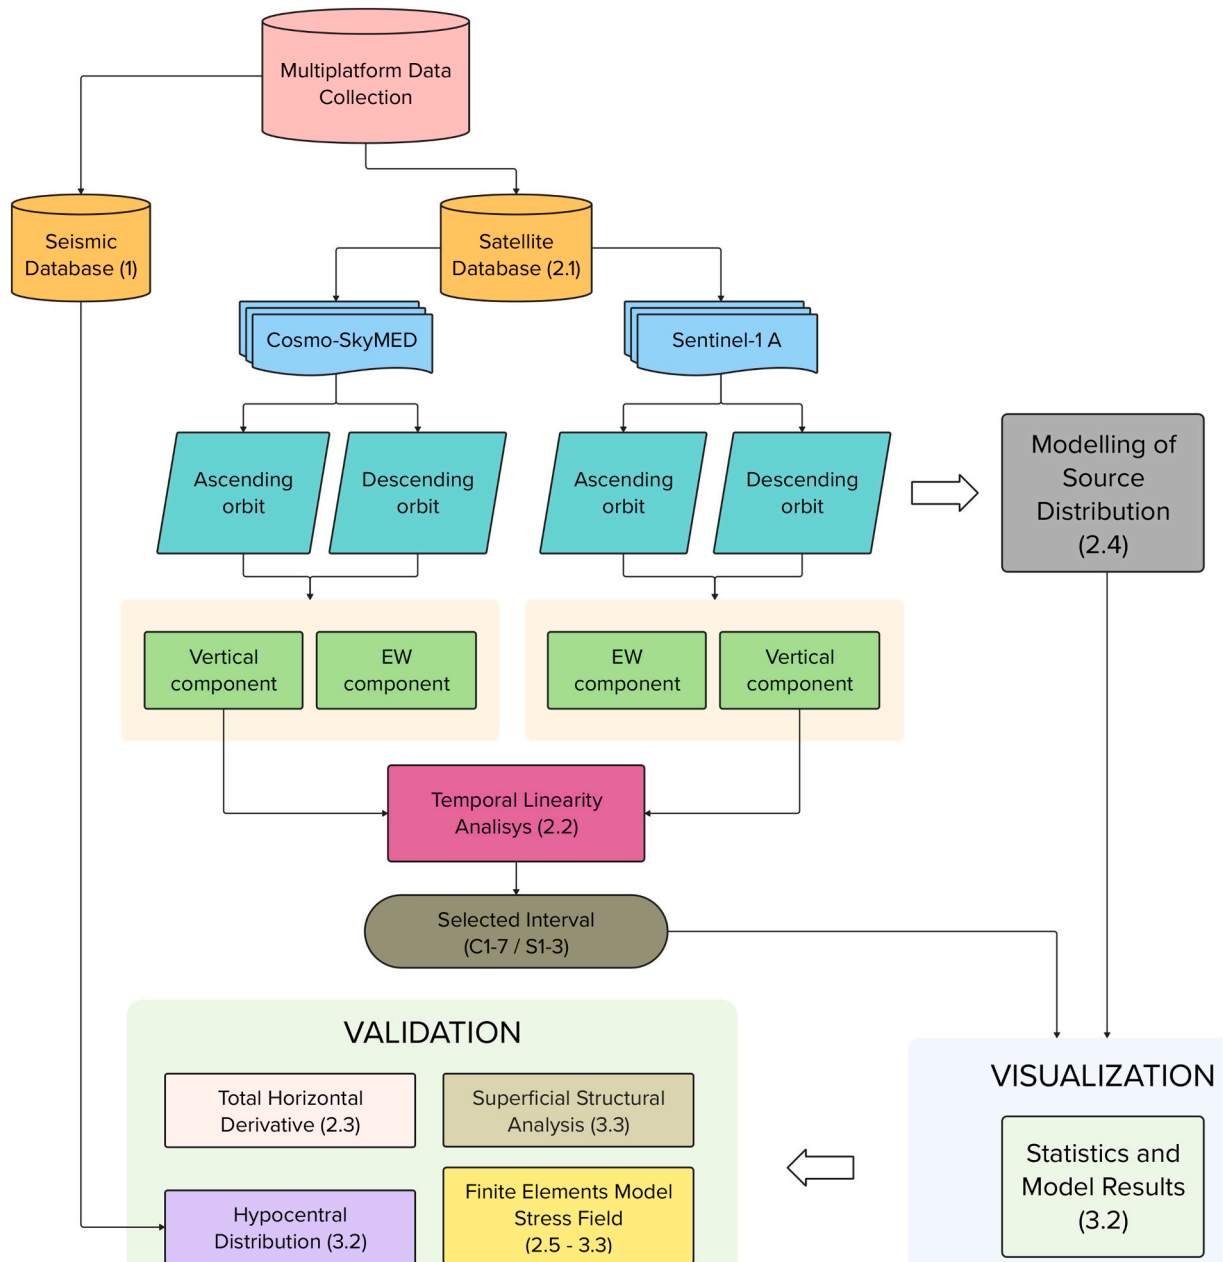 Multiplatform Data
Collection
Seismic
Database (1)
Satellite
Database (2.1)
Cosmo-SkyMED
Sentinel-1 A
Ascending
orbit
Descending
orbit
Ascending
orbit
Descending
orbit
Modelling of
Source
Distribution
(2.4)
Vertical
component
EW
component
EW
component
Vertical
component
Temporal Linearity
Analisys (2.2)
Selected Interval
(C1-7 / S1-3)
VALIDATION
Total Horizontal
Derivative (2.3)
Superficial Structural
Analysis (3.3)
Hypocentral
Distribution (3.2)
Finite Elements Model
Stress Field
(2.5 - 3.3)
VISUALIZATION
Statistics and
Model Results
(3.2)